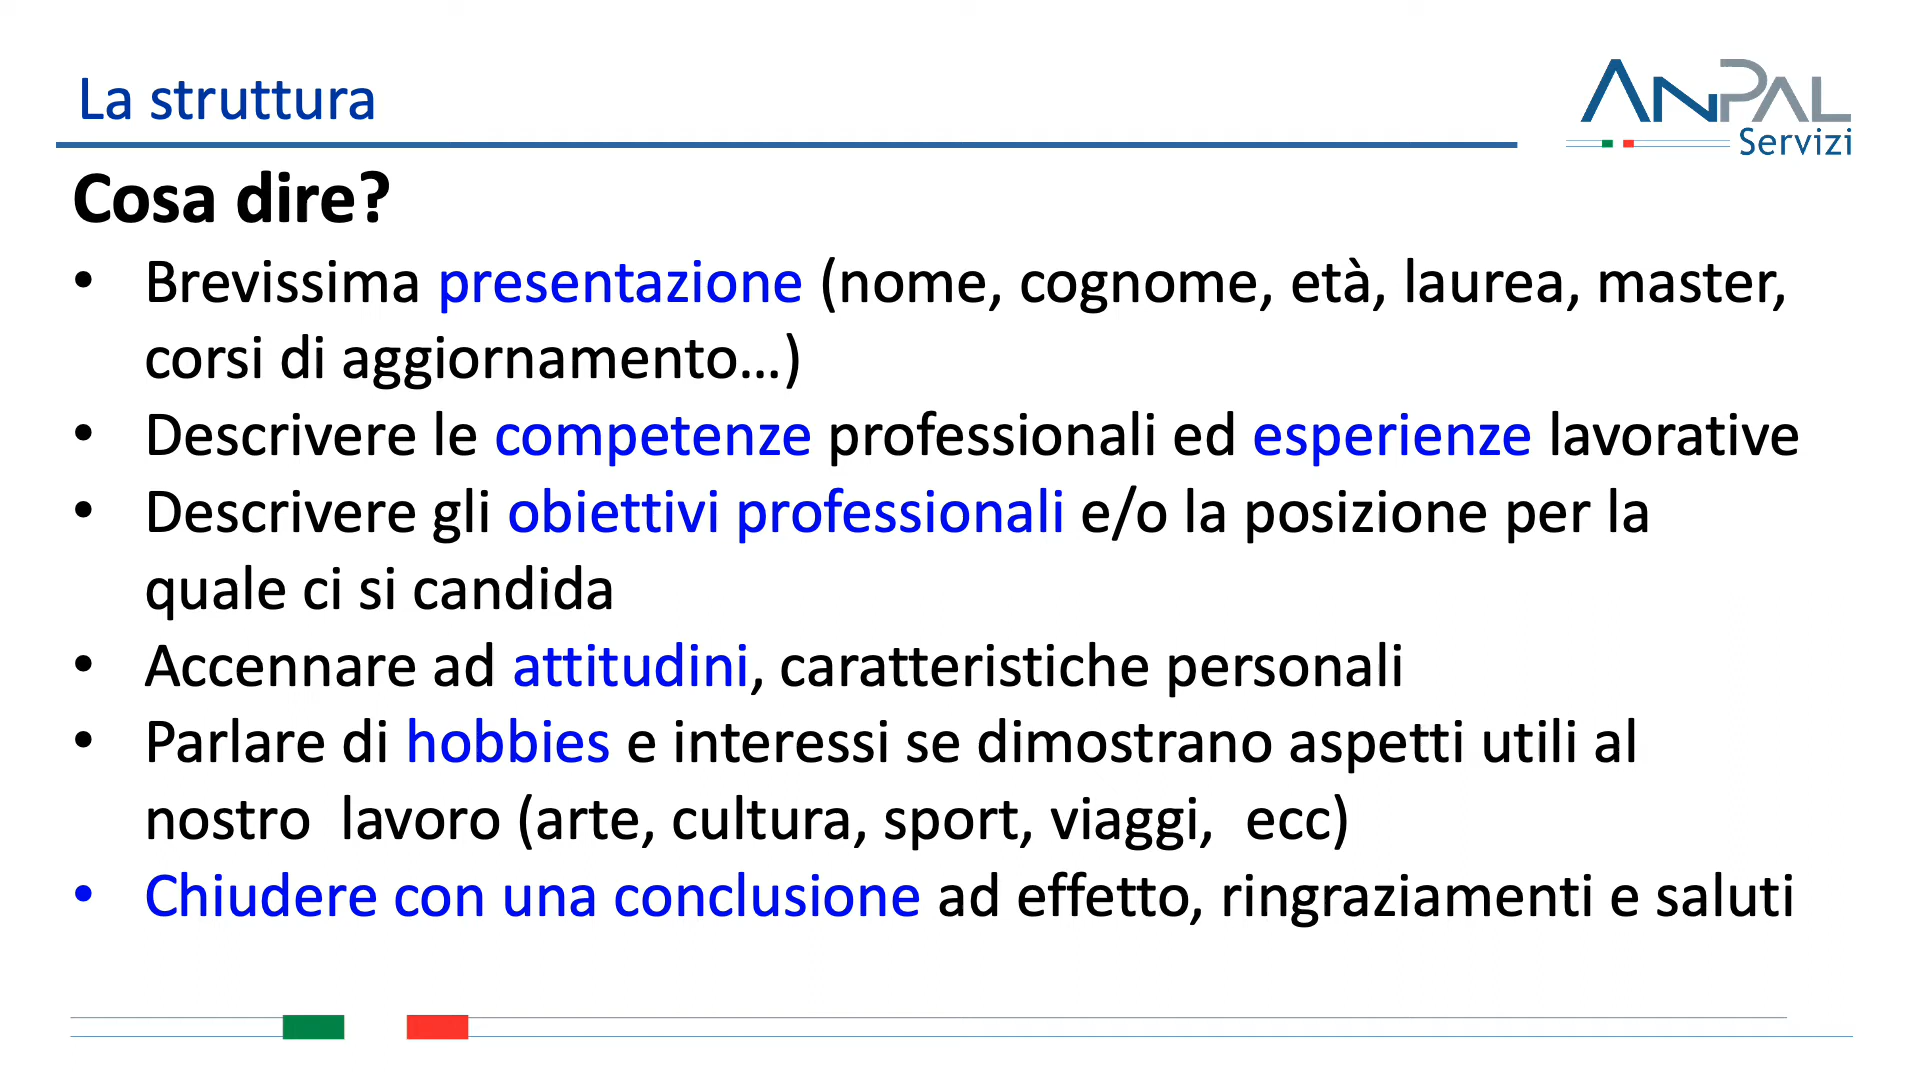 La struttura
ANPAL
Servizi
Cosa dire?
• Brevissima presentazione (nome, cognome, età, laurea, master,
corsi di aggiornamento…)
• Descrivere le competenze professionali ed esperienze lavorative
• Descrivere gli obiettivi professionali e/o la posizione per la
quale ci si candida
• Accennare ad attitudini, caratteristiche personali
• Parlare di hobbies e interessi se dimostrano aspetti utili al
nostro  lavoro (arte, cultura, sport, viaggi,  ecc)
• Chiudere con una conclusione ad effetto, ringraziamenti e saluti